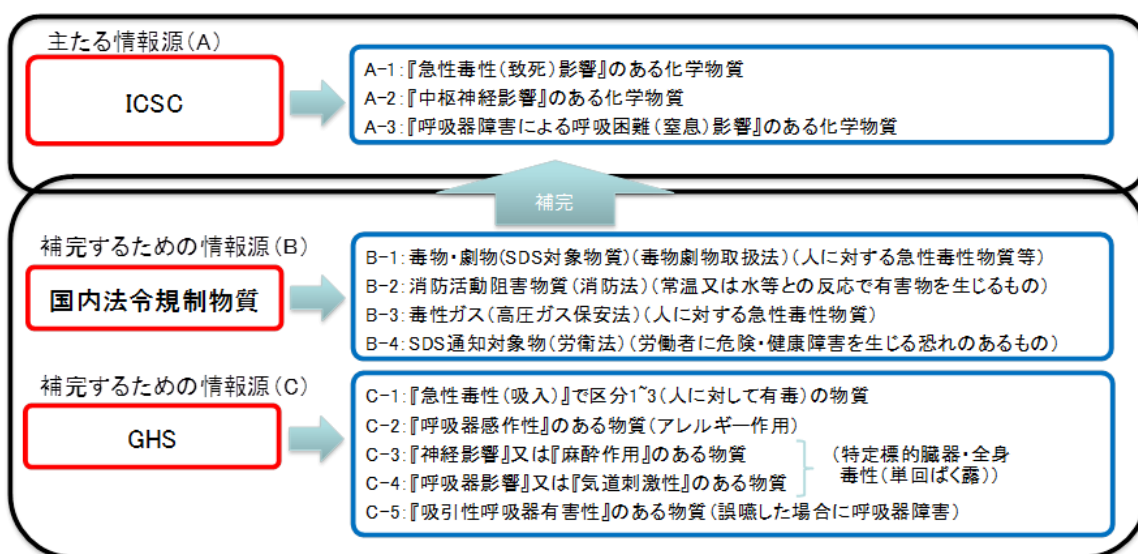 主たる情報源(A)
ICSC
A-1:『急性毒性(致死)影響』のある化学物質
A-2:『中枢神経影響』のある化学物質
A-3:『呼吸器障害による呼吸困難(窒息)影響』のある化学物質
補完
補完するための情報源(B)
国内法令規制物質
B-1:毒物・劇物(SDS対象物質)(毒物劇物取扱法)(人に対する急性毒性物質等)
B-2:消防活動阻害物質(消防法)(常温又は水等との反応で有害物を生じるもの)
B-3:毒性ガス(高圧ガス保安法)(人に対する急性毒性物質)
B-4:SDS通知対象物(労衛法)(労働者に危険・健康障害を生じる恐れのあるもの)
補完するための情報源(C)
GHS
C-1:『急性毒性(吸入)』で区分1~3(人に対して有毒)の物質
C-2:『呼吸器感作性』のある物質(アレルギー作用)
C-3:『神経影響』又は『麻酔作用』のある物質
C-4:『呼吸器影響』又は『気道刺激性』のある物質
(特定標的臓器・全身
毒性(単回ばく露))
C-5:『吸引性呼吸器有害性』のある物質(誤嚥した場合に呼吸器障害)